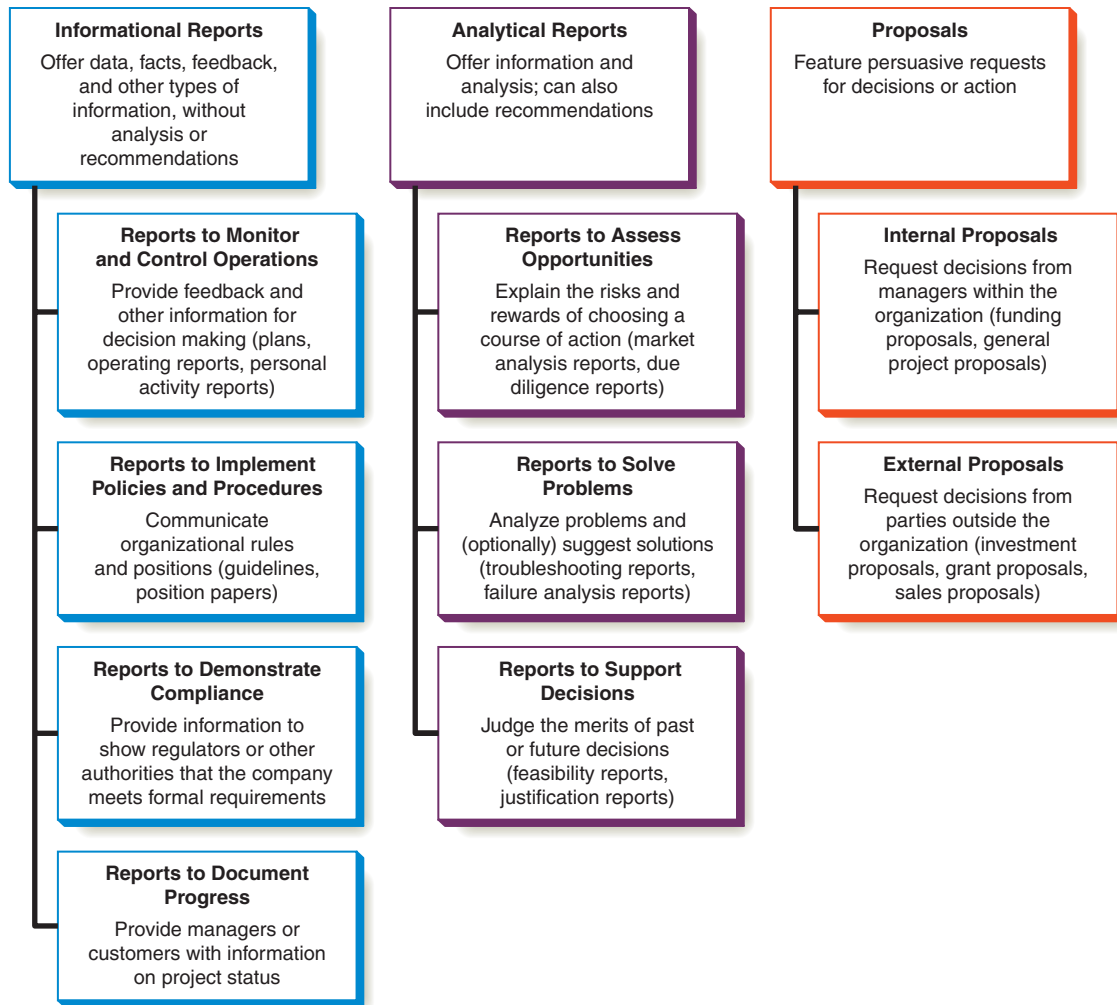 Informational Reports
Offer data, facts, feedback,
and other types of
information, without
analysis or
recommendations
Reports to Monitor
and Control Operations
Provide feedback and
other information for
decision making (plans,
operating reports, personal
activity reports)
Reports to Implement
Policies and Procedures
Communicate
organizational rules
and positions (guidelines,
position papers)
Reports to Demonstrate
Compliance
Provide information to
show regulators or other
authorities that the company
meets formal requirements
Reports to Document
Progress
Provide managers or
customers with information
on project status
Analytical Reports
Offer information and
analysis; can also
include recommendations
Reports to Assess
Opportunities
Explain the risks and
rewards of choosing a
course of action (market
analysis reports, due
diligence reports)
Reports to Solve
Problems
Analyze problems and
(optionally) suggest solutions
(troubleshooting reports,
failure analysis reports)
Reports to Support
Decisions
Judge the merits of past
or future decisions
(feasibility reports,
justification reports)
Proposals
Feature persuasive requests
for decisions or action
Internal Proposals
Request decisions from
managers within the
organization (funding
proposals, general
project proposals)
External Proposals
Request decisions from
parties outside the
organization (investment
proposals, grant proposals,
sales proposals)